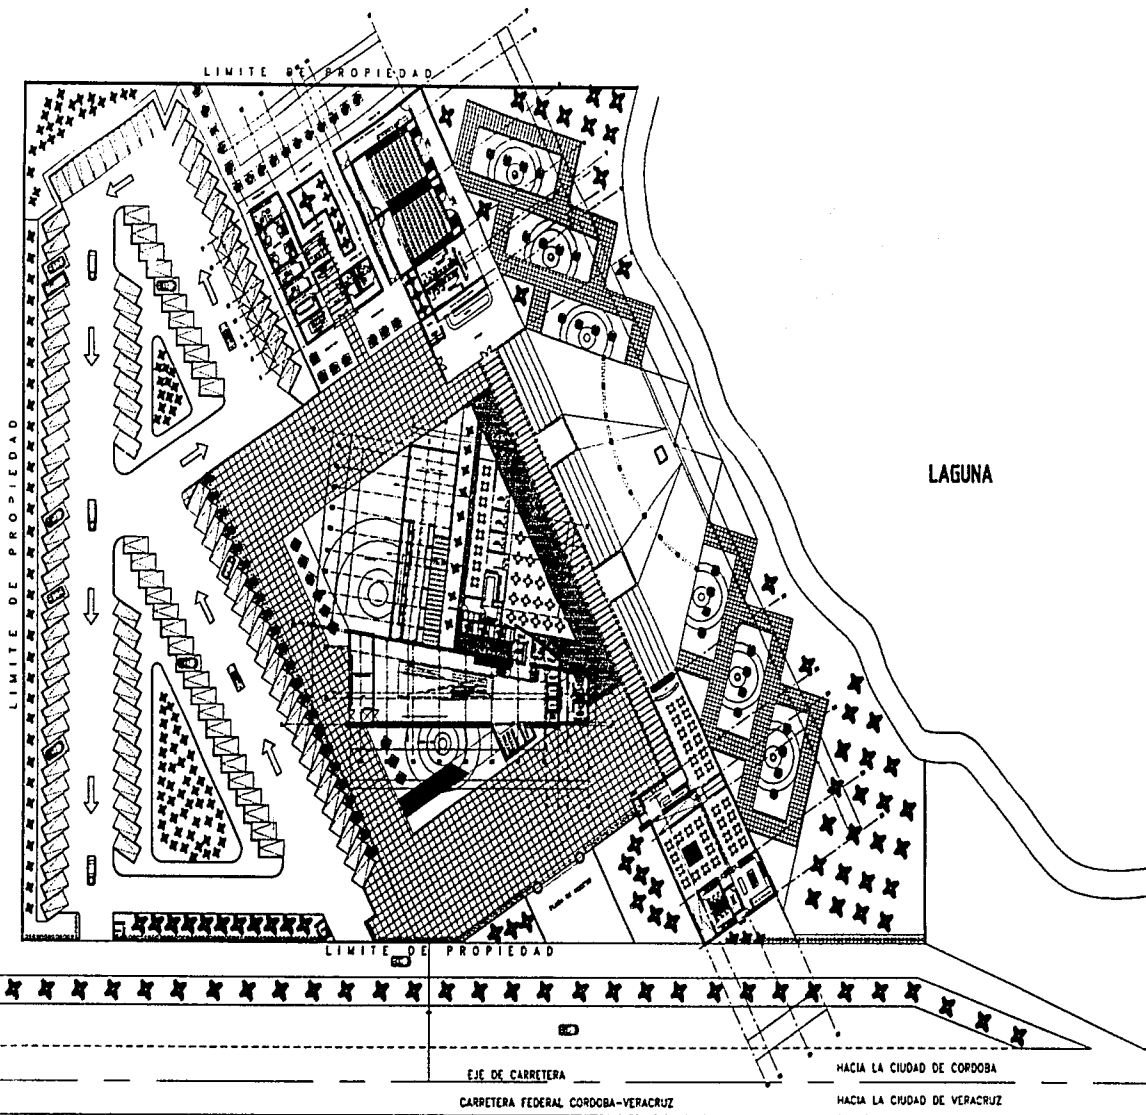 LIMITE DE PROPIEDAD
LIMITE DE PROPIEDAD
LAGUNA
LIMITE DE PROPIEDAD
EJE DE CARRETERA
HACIA LA CIUDAD DE CORDOBA
CARRETERA FEDERAL CORDOBA-VERACRUZ
HACIA LA CIUDAD DE VERACRUZ